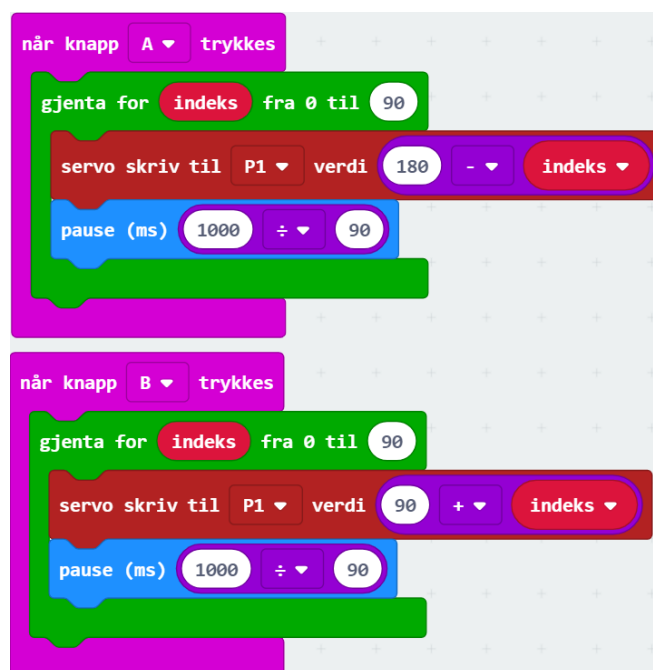 når knapp A trykkes
gjenta for indeks fra 0 til 90
servo skriv til P1 verdi 180 - indeks
pause (ms) 1000 ÷ 90
når knapp B trykkes
gjenta for indeks fra 0 til 90
servo skriv til P1 verdi 90 + indeks
pause (ms) 1000 ÷ 90